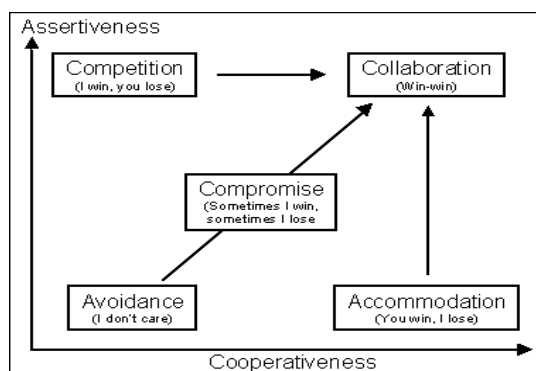 Assertiveness
Competition
(I win, you lose)
Collaboration
(Win-win)
Compromise
(Sometimes I win,
sometimes I lose
Avoidance
(I don't care)
Accommodation
(You win, I lose)
Cooperativeness